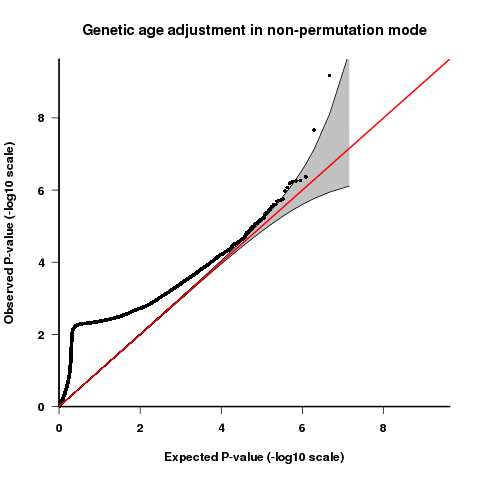 Genetic age adjustment in non-permutation mode
Observed P-value (-log10 scale)
8
6
4
2
0
0 2 4 6 8
Expected P-value (-log10 scale)